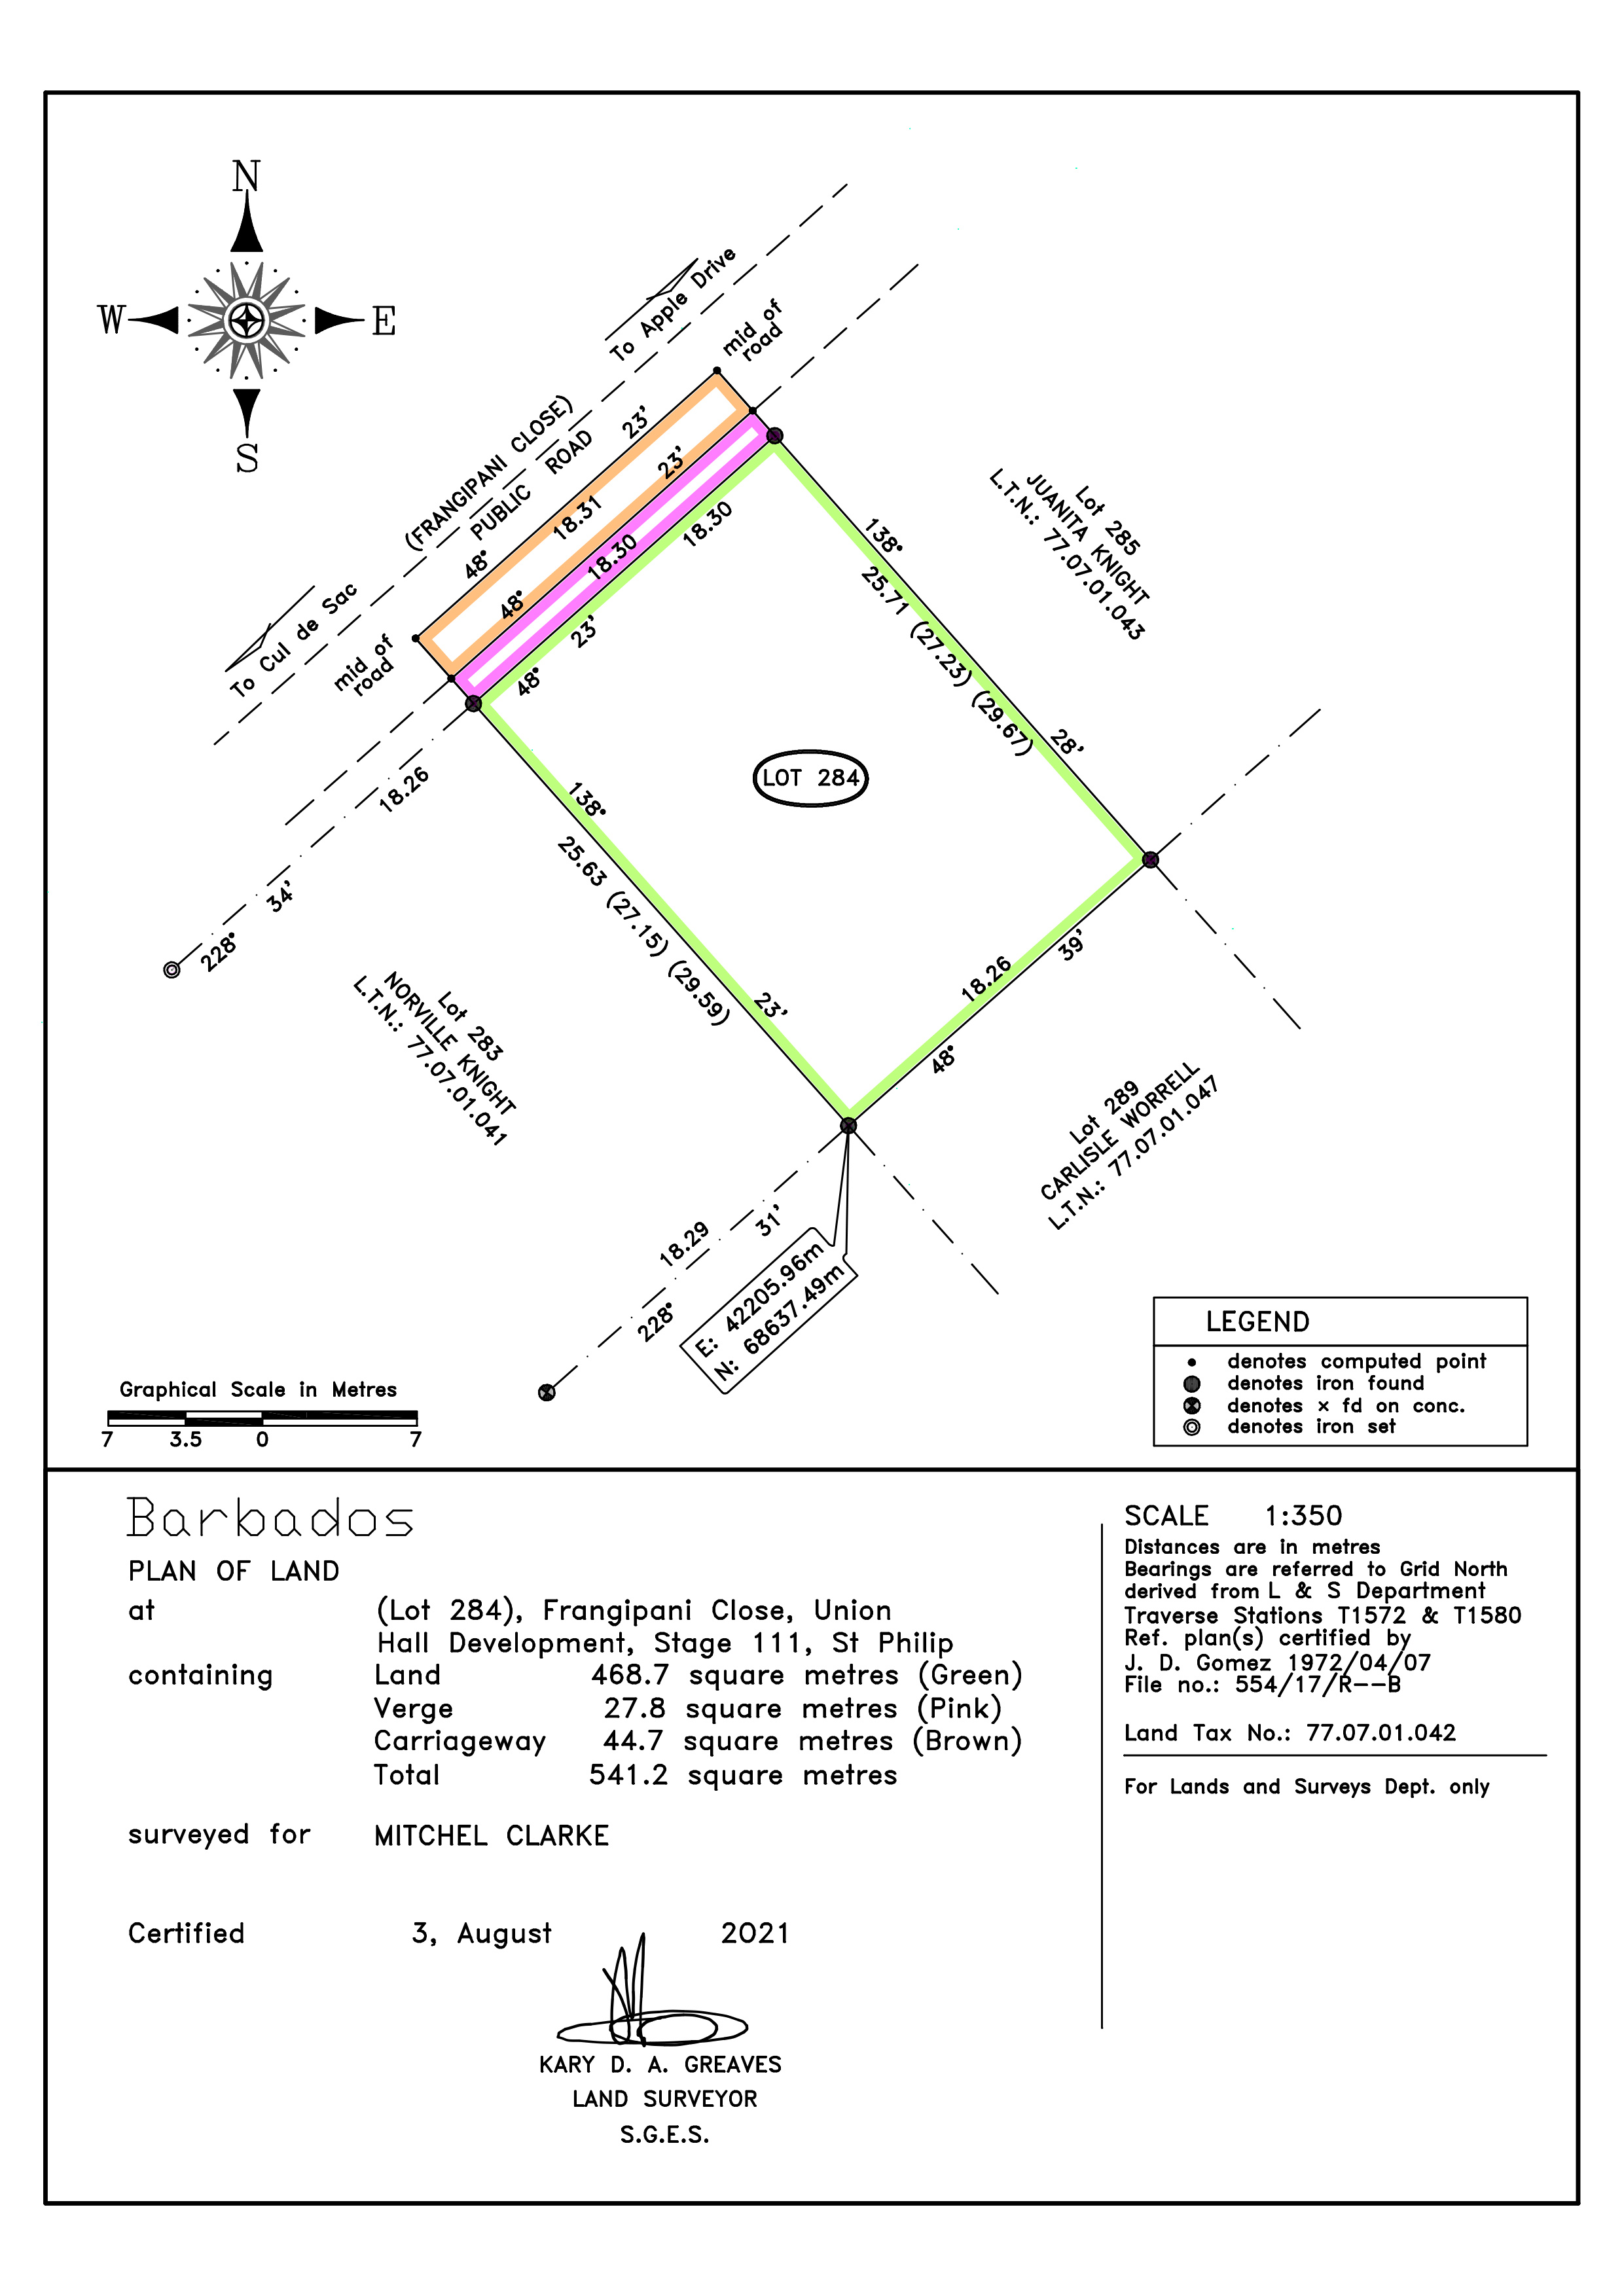 N
W
E
S
To Apple Drive
mid of
road
(FRANGIPANI CLOSE)
PUBLIC ROAD
23'
23'
18.31
48°
18.30
48°
18.30
23'
48°
To Cul de Sac
mid of
road
Lot 285
JUANITA KNIGHT
L.T.N.: 77.07.01.043
138°
25.71 (27.23) (29.67)
28'
LOT 284
18.26
34'
228°
138°
25.63 (27.15) (29.59)
23'
18.26
39'
48°
Lot 283
NORVILLE KNIGHT
L.T.N.: 77.07.01.041
Lot 289
CARLISLE WORRELL
L.T.N.: 77.07.01.047
18.29
31'
228°
E: 42205.96m
N: 68637.49m
LEGEND
denotes computed point
denotes iron found
denotes × fd on conc.
denotes iron set
Graphical Scale in Metres
7 3.5 0 7
Barbados
PLAN OF LAND
at (Lot 284), Frangipani Close, Union
Hall Development, Stage 111, St Philip
containing Land 468.7 square metres (Green)
Verge 27.8 square metres (Pink)
Carriageway 44.7 square metres (Brown)
Total 541.2 square metres
surveyed for MITCHEL CLARKE
Certified 3, August 2021
KARY D. A. GREAVES
LAND SURVEYOR
S.G.E.S.
SCALE 1:350
Distances are in metres
Bearings are referred to Grid North
derived from L & S Department
Traverse Stations T1572 & T1580
Ref. plan(s) certified by
J. D. Gomez 1972/04/07
File no.: 554/17/R--B
Land Tax No.: 77.07.01.042
For Lands and Surveys Dept. only